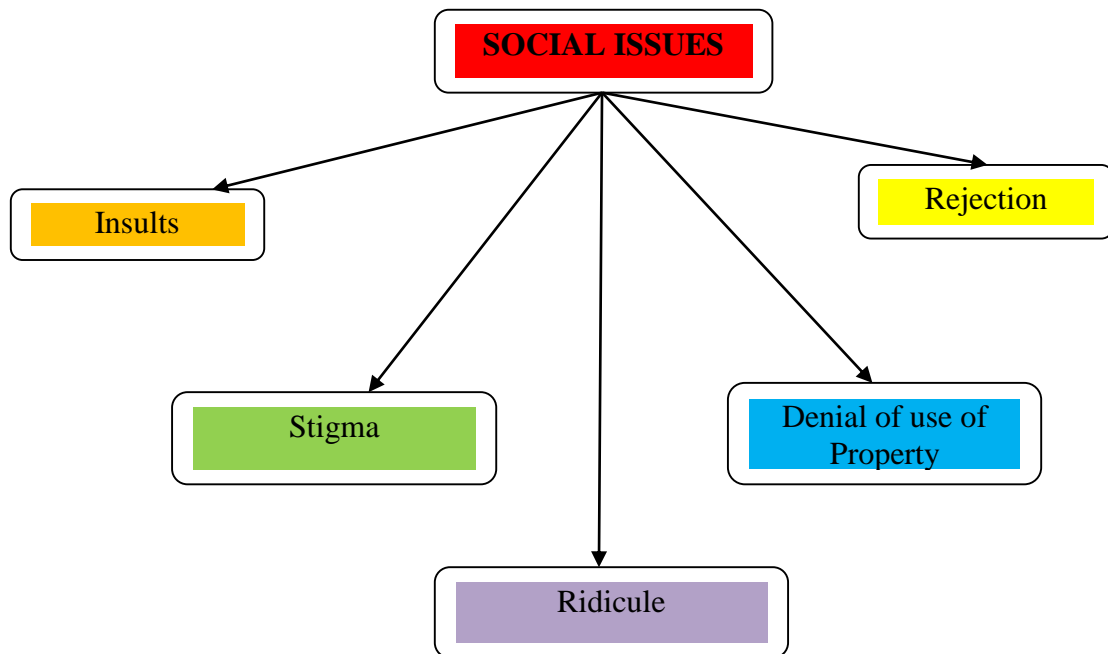 SOCIAL ISSUES
Insults
Rejection
Stigma
Denial of use of
Property
Ridicule